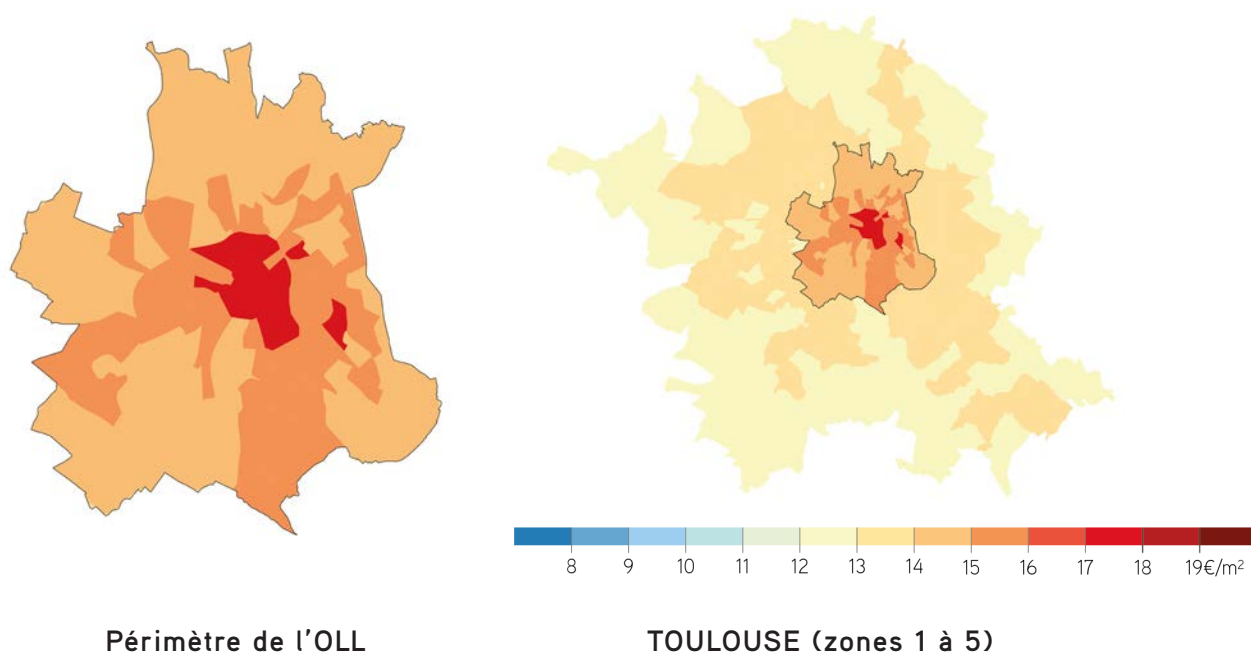 8 9 10 11 12 13 14 15 16 17 18 19€/m²
Périmètre de l'OLL TOULOUSE (zones 1 à 5)